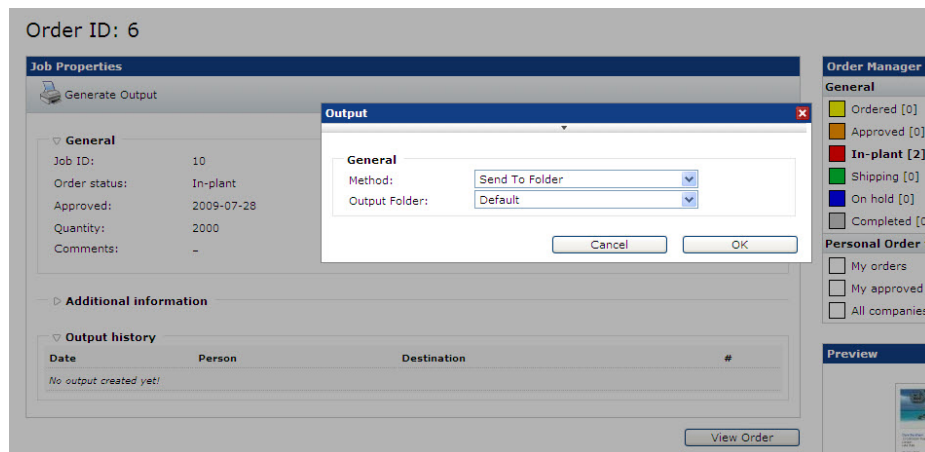 Order ID: 6
Job Properties
Generate Output
General
Job ID: 10
Order status: In-plant
Approved: 2009-07-28
Quantity: 2000
Comments: –
Additional information
Output history
Date Person Destination #
No output created yet!
View Order
Output
General
Method: Send To Folder
Output Folder: Default
Cancel OK
Order Manager
General
Ordered [0]
Approved [0]
In-plant [2]
Shipping [0]
On hold [0]
Completed [0
Personal Order
My orders
My approved
All companies
Preview